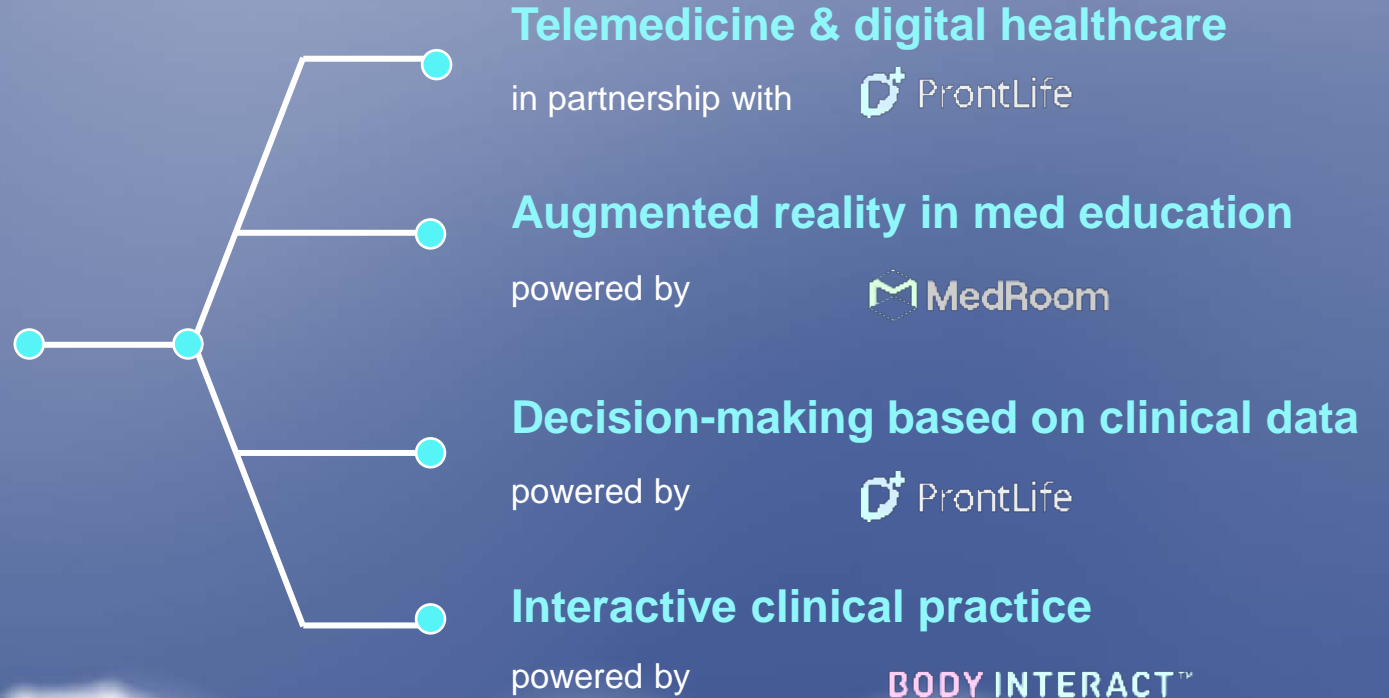 Telemedicine & digital healthcare
in partnership with ProntLife
Augmented reality in med education
powered by MedRoom
Decision-making based on clinical data
powered by ProntLife
Interactive clinical practice
powered by BODY INTERACT™